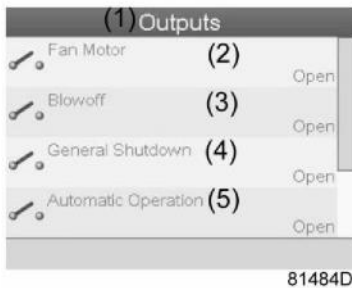 (1) Outputs
Fan Motor (2)
Open
Blowoff (3)
Open
General Shutdown (4)
Open
Automatic Operation (5)
Open
81484D